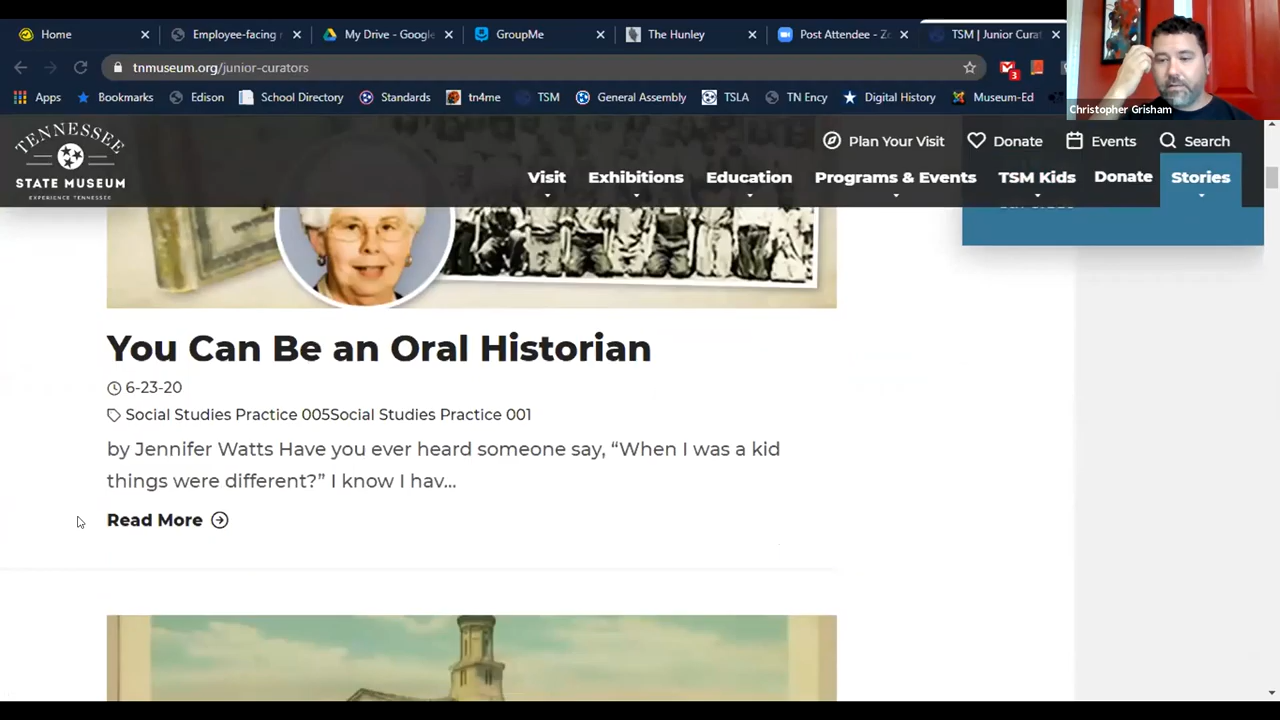 Home
Employee-facing r
My Drive - Google
GroupMe
The Hunley
Post Attendee - Zo
TSM | Junior Curat
tnmuseum.org/junior-curators
3
Apps
Bookmarks
Edison
School Directory
Standards
tn4me
TSM
General Assembly
TSLA
TN Ency
Digital History
Museum-Ed
Christopher Grisham
TENNESSEE
STATE MUSEUM
EXPERIENCE TENNESSEE
Plan Your Visit
Donate
Events
Search
Visit
Exhibitions
Education
Programs & Events
TSM Kids
Donate
Stories
You Can Be an Oral Historian
6-23-20
Social Studies Practice 005Social Studies Practice 001
by Jennifer Watts Have you ever heard someone say, “When I was a kid
things were different?” I know I hav...
Read More